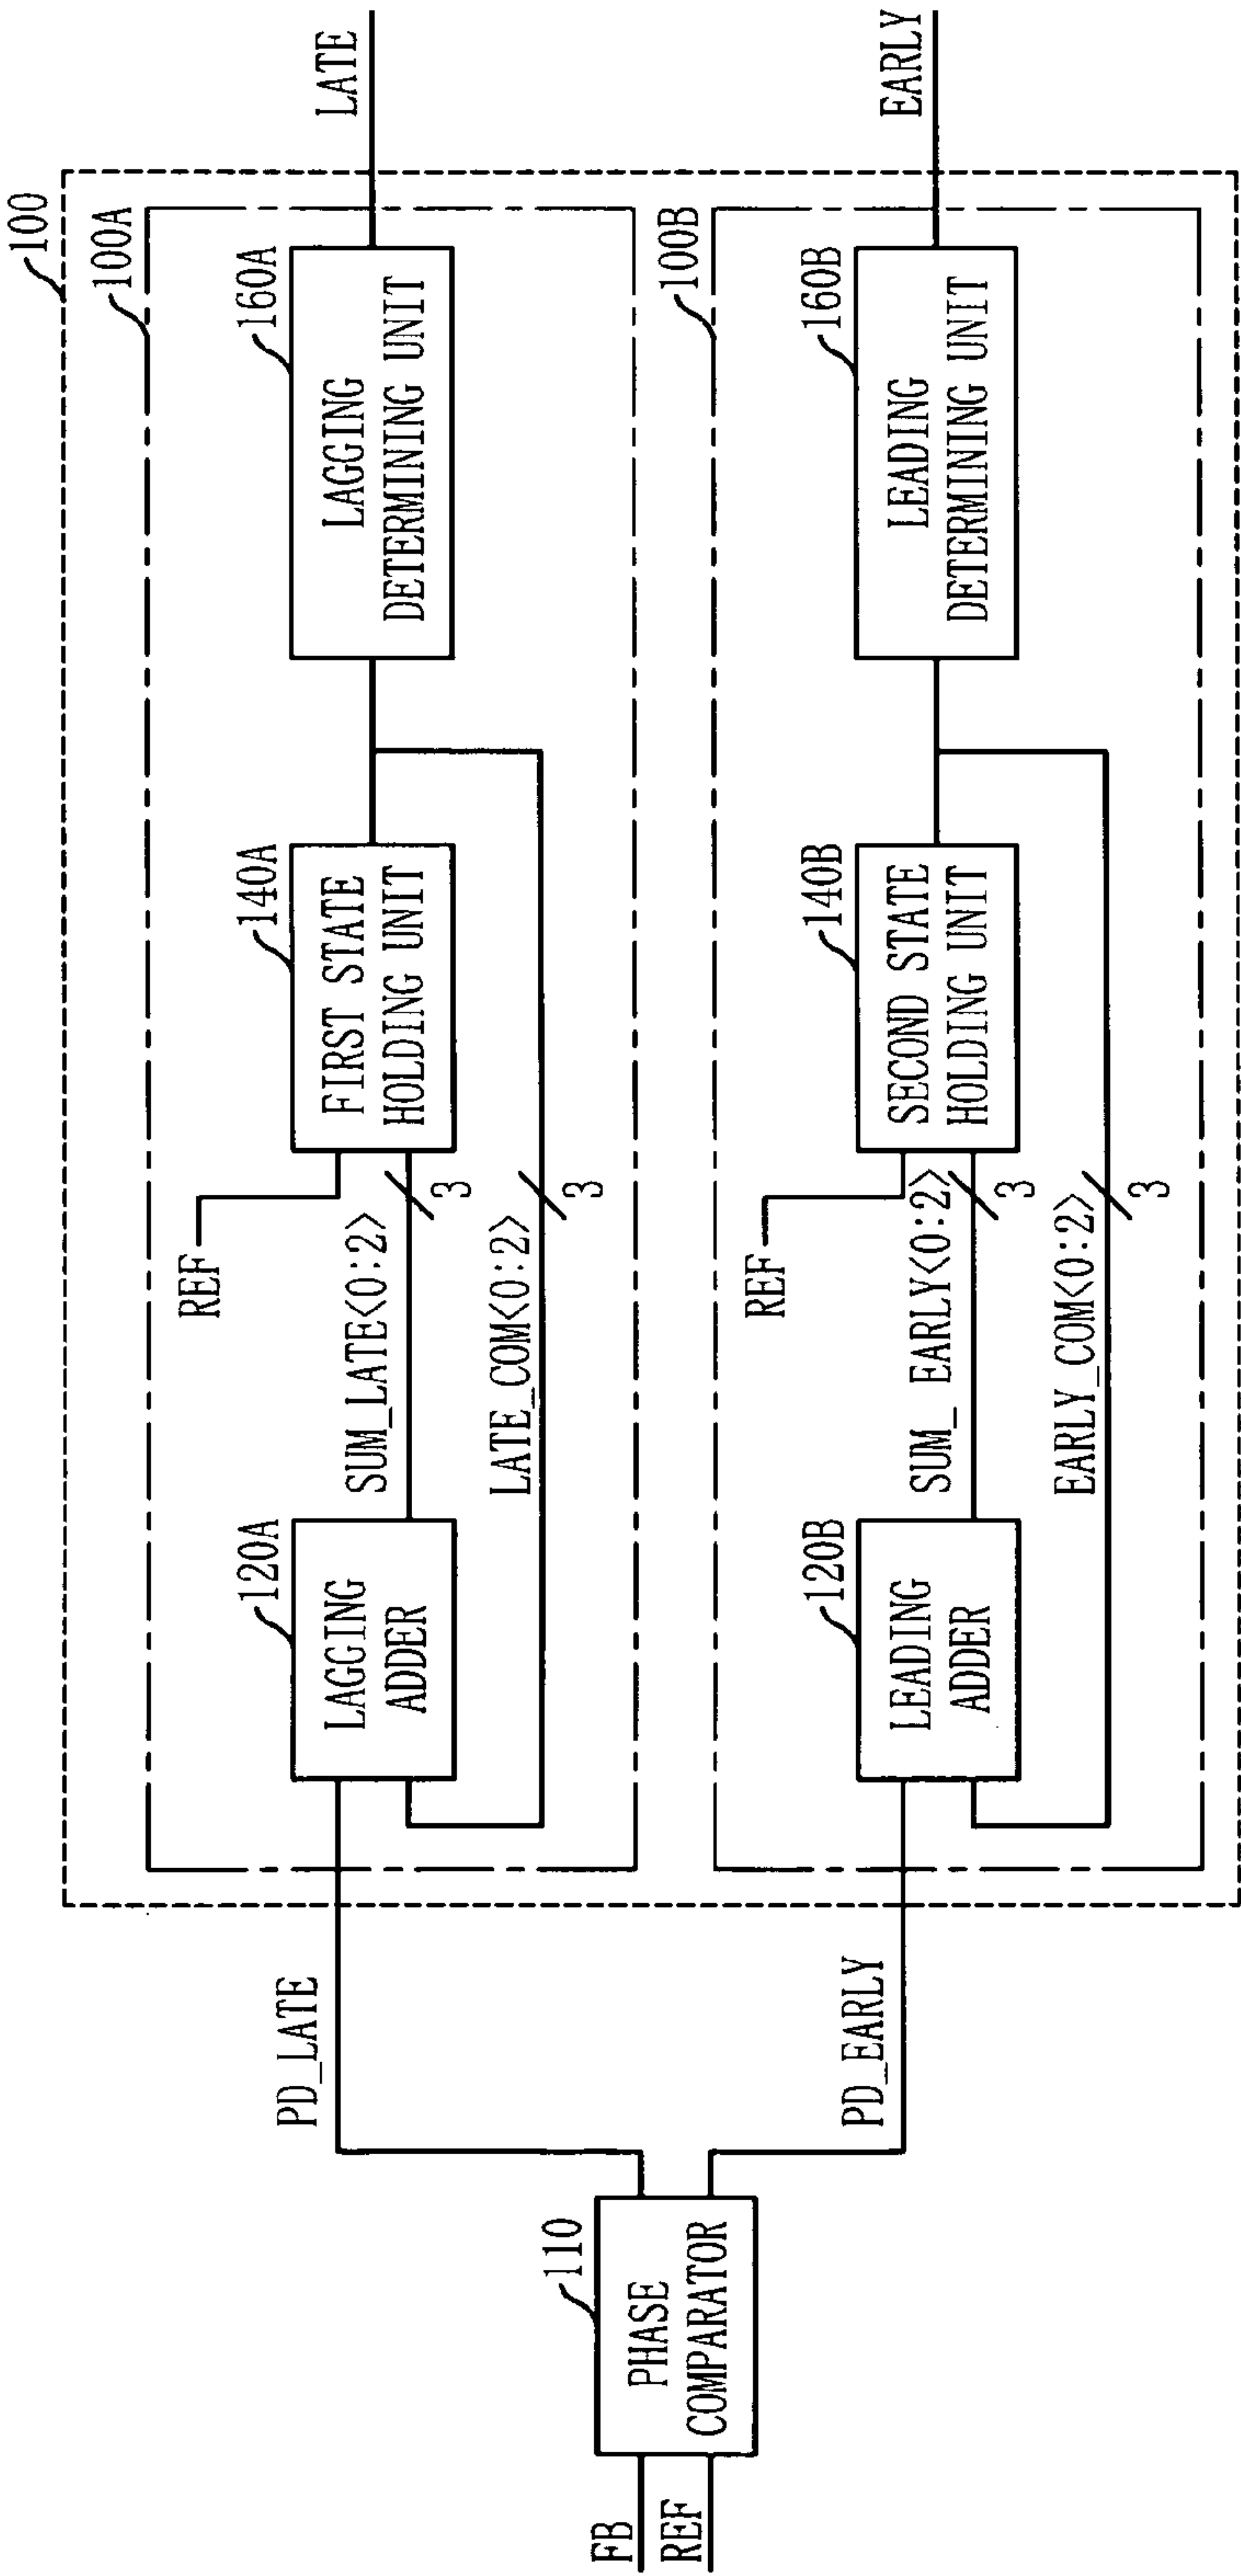 100
100A
LATE
160A
LAGGING
DETERMINING UNIT
140A
FIRST STATE
HOLDING UNIT
REF
3
SUM_LATE<0:2>
3
LATE_COM<0:2>
120A
LAGGING
ADDER
PD_LATE
100B
EARLY
160B
LEADING
DETERMINING UNIT
140B
SECOND STATE
HOLDING UNIT
REF
3
SUM_ EARLY<0:2>
3
EARLY_COM<0:2>
120B
LEADING
ADDER
PD_EARLY
110
PHASE
COMPARATOR
FB
REF